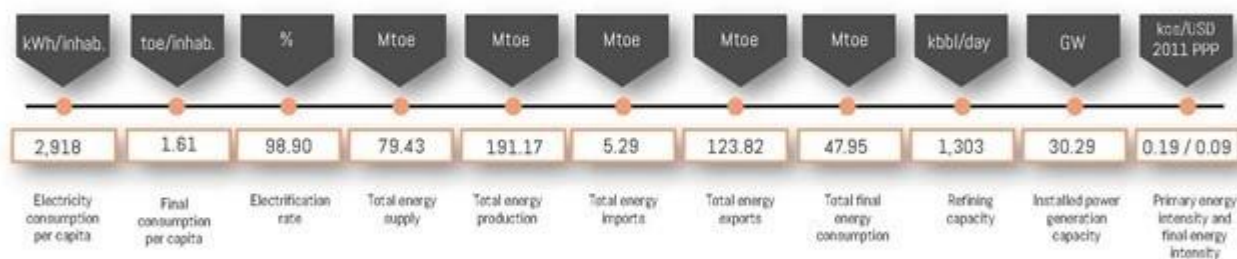 kWh/inhab.
toe/inhab.
%
Mtoe
Mtoe
Mtoe
Mtoe
Mtoe
kbbl/day
GW
koe/USD
2011 PPP
2,918
1.61
98.90
79.43
191.17
5.29
123.82
47.95
1,303
30.29
0.19 / 0.09
Electricity
consumption
per capita
Final
consumption
per capita
Electrification
rate
Total energy
supply
Total energy
production
Total energy
imports
Total energy
exports
Total final
energy
consumption
Refining
capacity
Installed power
generation
capacity
Primary energy
intensity and
final energy
intensity